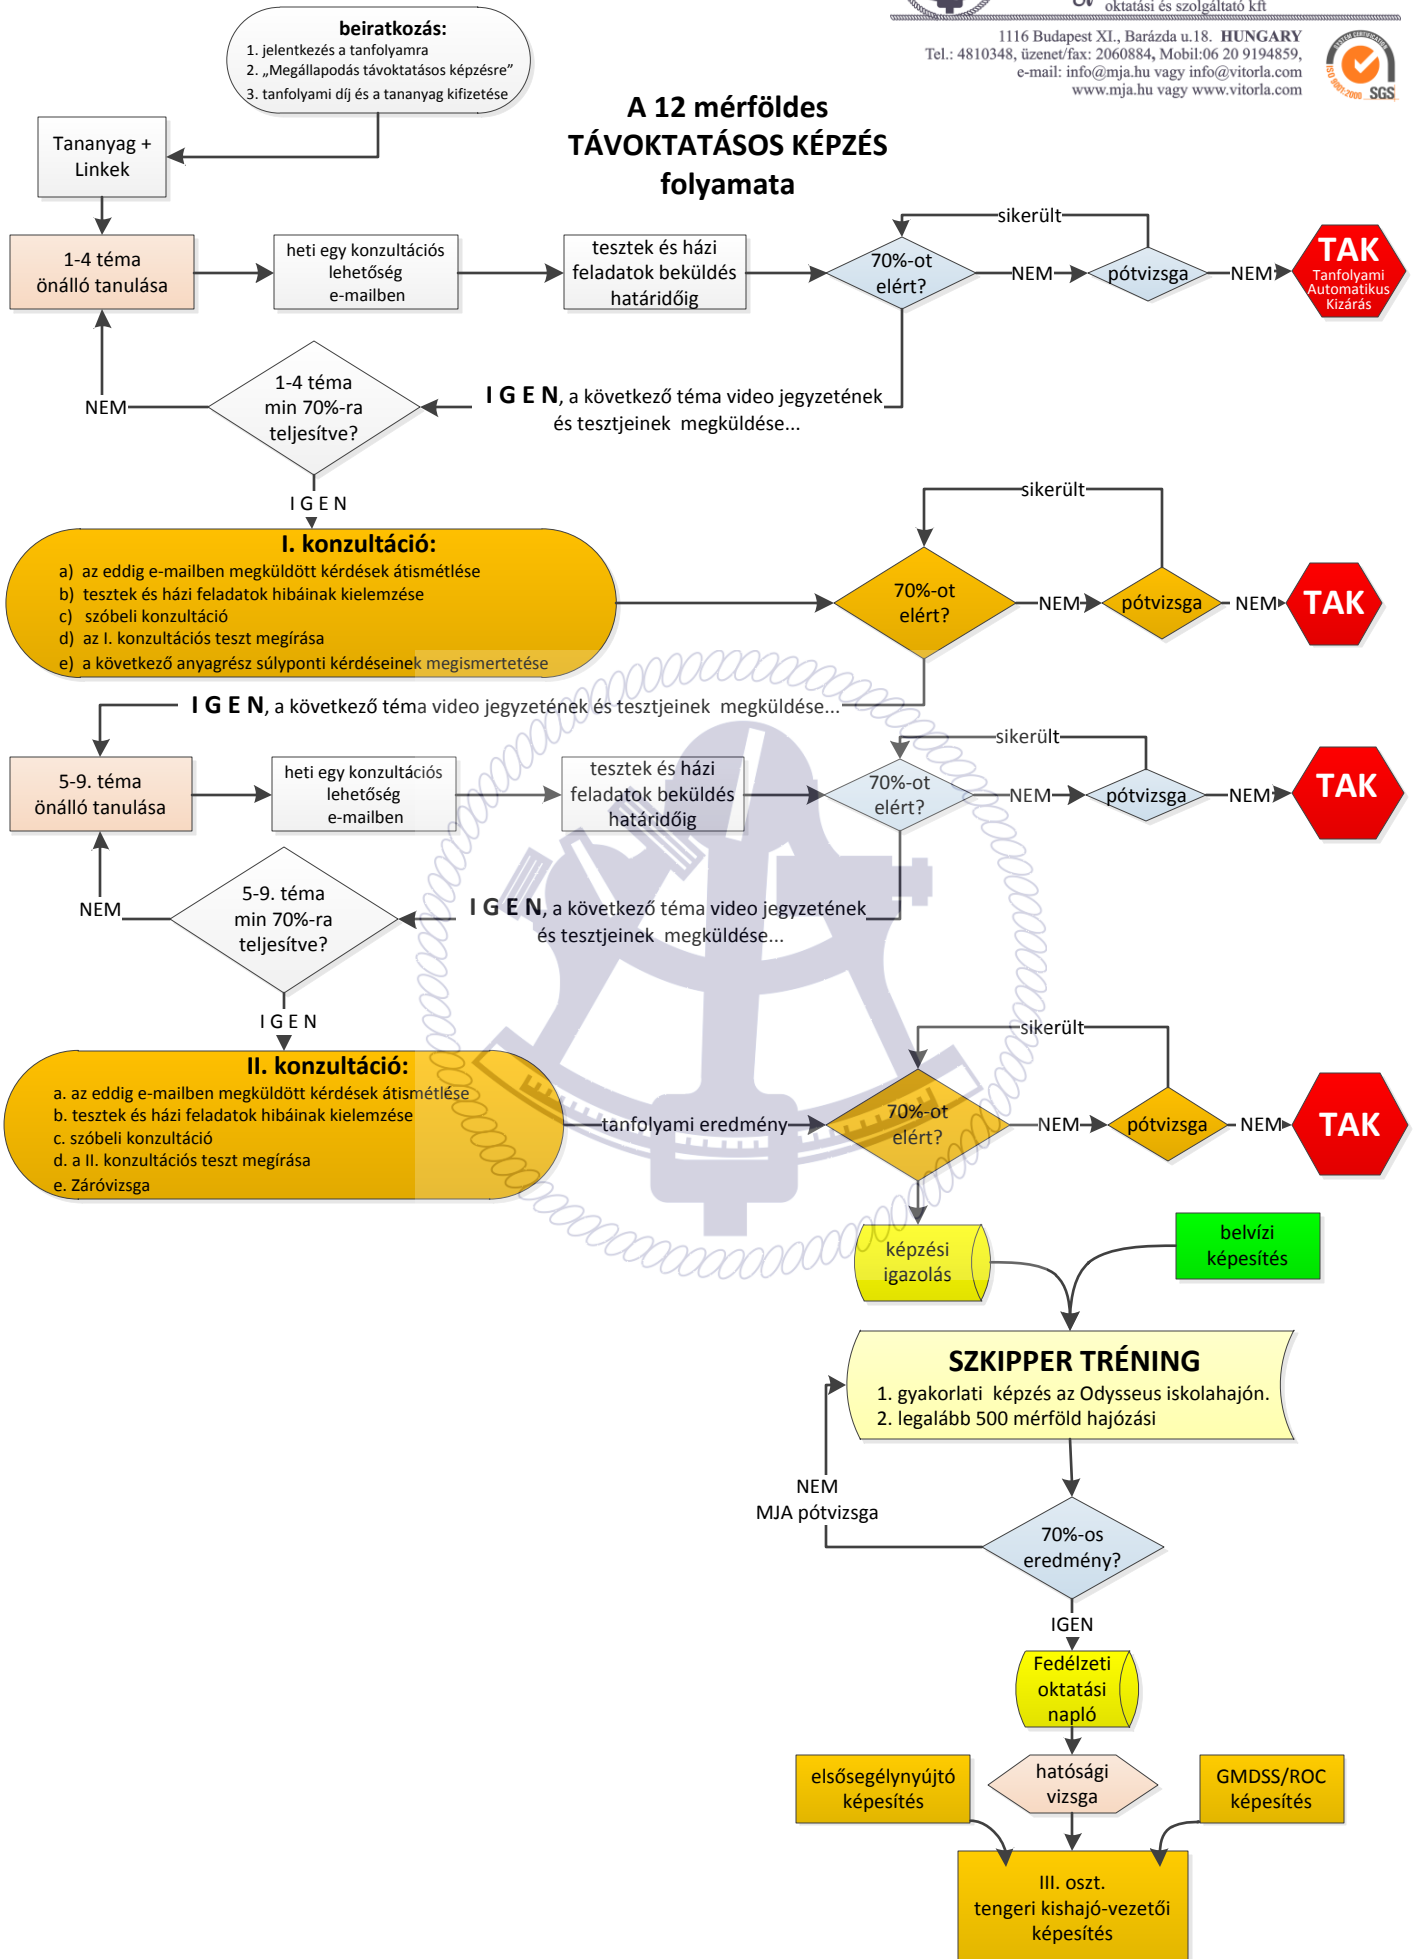 oktatási és szolgáltató kft
1116 Budapest XI., Barázda u.18. HUNGARY
Tel.: 4810348, üzenet/fax: 2060884, Mobil:06 20 9194859,
e-mail: info@mja.hu vagy info@vitorla.com
www.mja.hu vagy www.vitorla.com
SYSTEM CERTIFICATION
ISO 9001:2000
SGS
beiratkozás:
1. jelentkezés a tanfolyamra
2. „Megállapodás távoktatásos képzésre”
3. tanfolyami díj és a tananyag kifizetése
A 12 mérföldes
TÁVOKTATÁSOS KÉPZÉS
folyamata
Tananyag +
Linkek
1-4 téma
önálló tanulása
heti egy konzultációs
lehetőség
e-mailben
tesztek és házi
feladatok beküldés
határidőig
70%-ot
elért?
sikerült
NEM
pótvizsga
NEM
TAK
Tanfolyami
Automatikus
Kizárás
I G E N, a következő téma video jegyzetének
és tesztjeinek megküldése...
1-4 téma
min 70%-ra
teljesítve?
NEM
I G E N
I. konzultáció:
a) az eddig e-mailben megküldött kérdések átismétlése
b) tesztek és házi feladatok hibáinak kielemzése
c) szóbeli konzultáció
d) az I. konzultációs teszt megírása
e) a következő anyagrész súlyponti kérdéseinek megismertetése
70%-ot
elért?
sikerült
NEM
pótvizsga
NEM
TAK
I G E N, a következő téma video jegyzetének és tesztjeinek megküldése...
5-9. téma
önálló tanulása
heti egy konzultációs
lehetőség
e-mailben
tesztek és házi
feladatok beküldés
határidőig
70%-ot
elért?
sikerült
NEM
pótvizsga
NEM
TAK
I G E N, a következő téma video jegyzetének
és tesztjeinek megküldése...
5-9. téma
min 70%-ra
teljesítve?
NEM
I G E N
II. konzultáció:
a. az eddig e-mailben megküldött kérdések átismétlése
b. tesztek és házi feladatok hibáinak kielemzése
c. szóbeli konzultáció
d. a II. konzultációs teszt megírása
e. Záróvizsga
tanfolyami eredmény
70%-ot
elért?
sikerült
NEM
pótvizsga
NEM
TAK
képzési
igazolás
belvízi
képesítés
SZKIPPER TRÉNING
1. gyakorlati képzés az Odysseus iskolahajón.
2. legalább 500 mérföld hajózási
NEM
MJA pótvizsga
70%-os
eredmény?
IGEN
Fedélzeti
oktatási
napló
elsősegélynyújtó
képesítés
hatósági
vizsga
GMDSS/ROC
képesítés
III. oszt.
tengeri kishajó-vezetői
képesítés